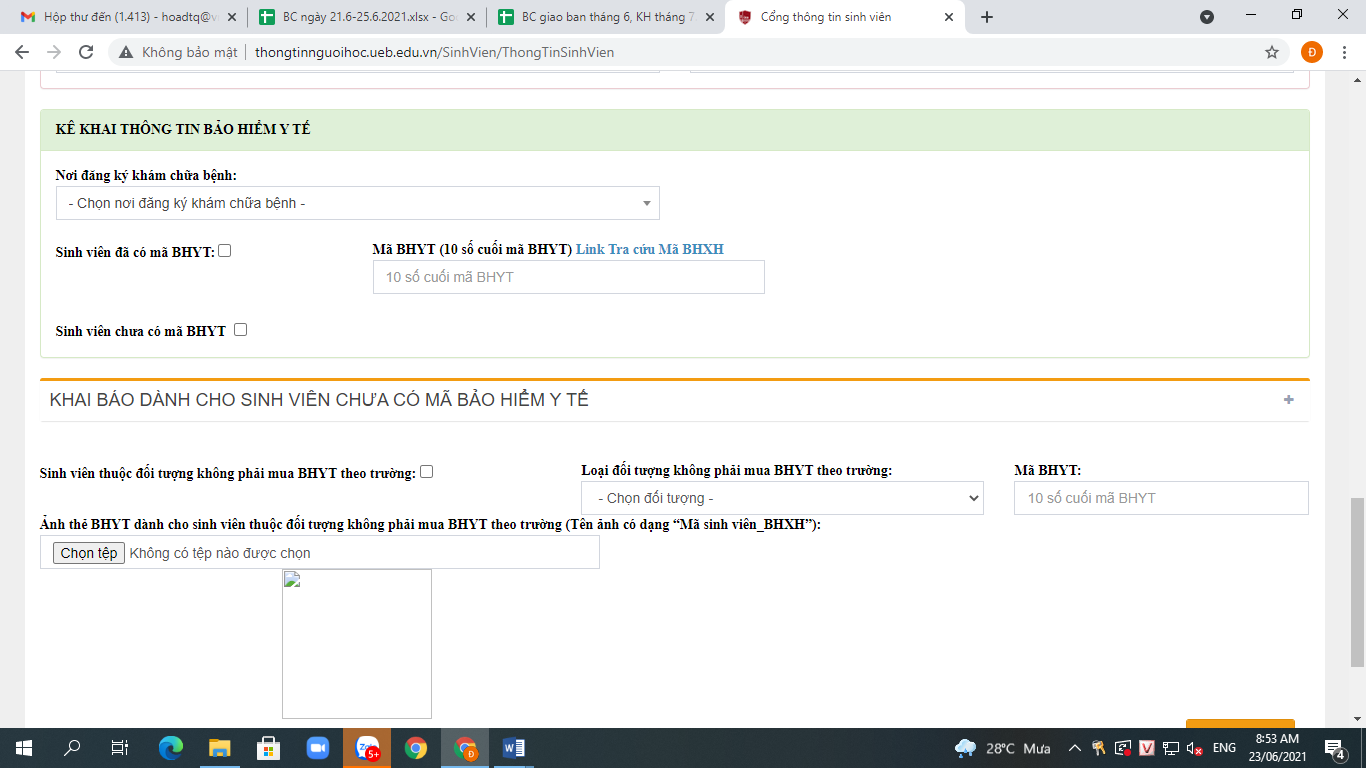 Hộp thư đến (1.413) - hoadtq@v
BC ngày 21.6-25.6.2021.xlsx - Go
BC giao ban tháng 6, KH tháng 7
Cổng thông tin sinh viên
Không bảo mật | thongtinnguoihoc.ueb.edu.vn/SinhVien/ThongTinSinhVien
Đ
KÊ KHAI THÔNG TIN BẢO HIỂM Y TẾ
Nơi đăng ký khám chữa bệnh:
- Chọn nơi đăng ký khám chữa bệnh -
Sinh viên đã có mã BHYT:
Mã BHYT (10 số cuối mã BHYT) Link Tra cứu Mã BHXH
10 số cuối mã BHYT
Sinh viên chưa có mã BHYT
KHAI BÁO DÀNH CHO SINH VIÊN CHƯA CÓ MÃ BẢO HIỂM Y TẾ
Sinh viên thuộc đối tượng không phải mua BHYT theo trường:
Loại đối tượng không phải mua BHYT theo trường:
Mã BHYT:
- Chọn đối tượng -
10 số cuối mã BHYT
Ảnh thẻ BHYT dành cho sinh viên thuộc đối tượng không phải mua BHYT theo trường (Tên ảnh có dạng “Mã sinh viên_BHXH”):
Chọn tệp Không có tệp nào được chọn
5+
Đ
28°C Mưa
ENG
8:53 AM
23/06/2021
4